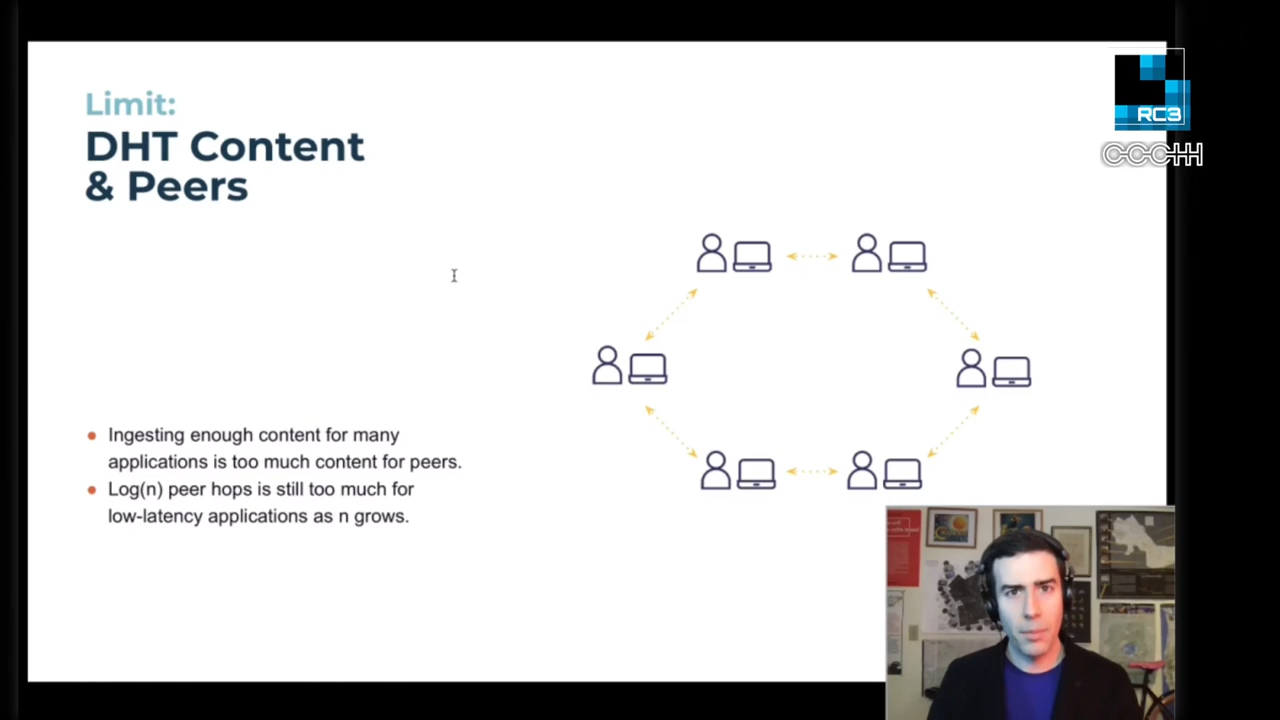 Limit:
DHT Content
& Peers
Ingesting enough content for many
applications is too much content for peers.
Log(n) peer hops is still too much for
low-latency applications as n grows.
RC3
CCCHH